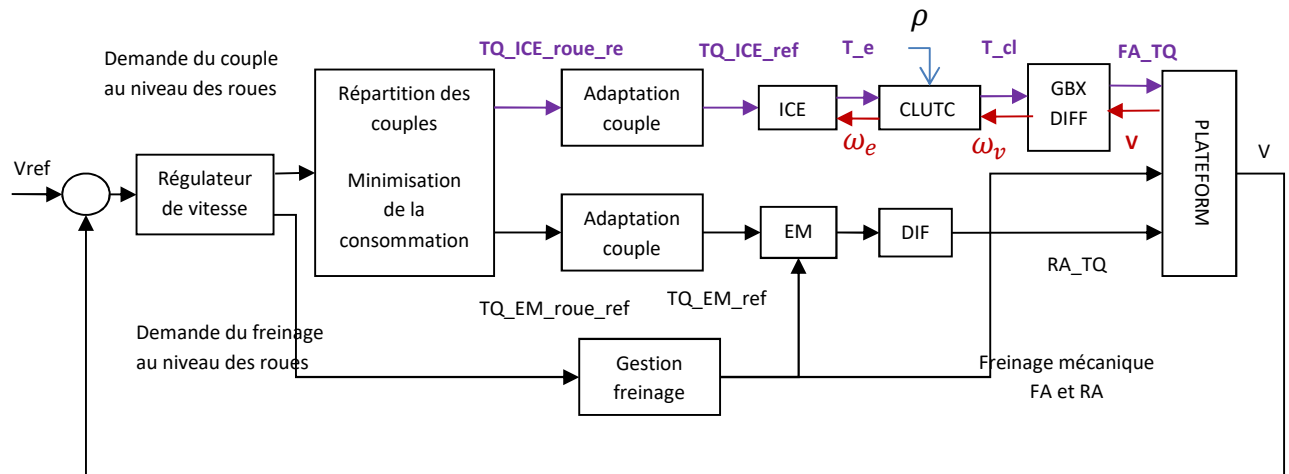 ρ
Demande du couple
au niveau des roues
TQ_ICE_roue_re
TQ_ICE_ref
T_e
T_cl
FA_TQ
Répartition des
couples
Minimisation
de la
consommation
Adaptation
couple
ICE
CLUTC
GBX
DIFF
PLATEFORM
ω_e
ω_v
V
Vref
Régulateur
de vitesse
V
Adaptation
couple
EM
DIF
RA_TQ
TQ_EM_roue_ref
TQ_EM_ref
Demande du freinage
au niveau des roues
Gestion
freinage
Freinage mécanique
FA et RA